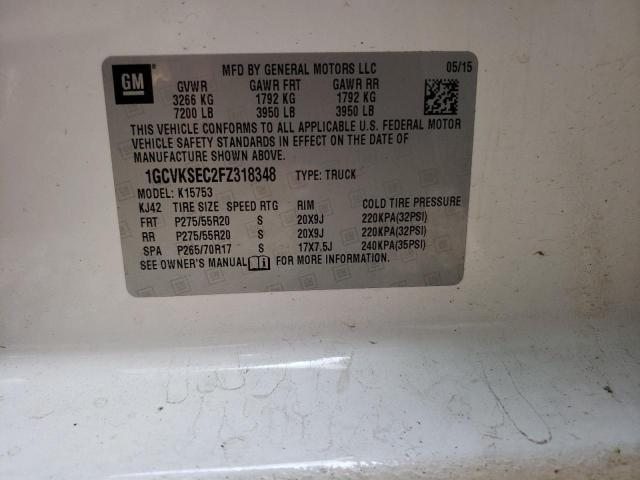 GM
MFD BY GENERAL MOTORS LLC 05/15
GVWR GAWR FRT GAWR RR
3266 KG 1792 KG 1792 KG
7200 LB 3950 LB 3950 LB
THIS VEHICLE CONFORMS TO ALL APPLICABLE U.S. FEDERAL MOTOR
VEHICLE SAFETY STANDARDS IN EFFECT ON THE DATE OF
MANUFACTURE SHOWN ABOVE.
1GCVKSEC2FZ318348 TYPE: TRUCK
MODEL: K15753
KJ42 TIRE SIZE SPEED RTG RIM COLD TIRE PRESSURE
FRT P275/55R20 S 20X9J 220KPA(32PSI)
RR P275/55R20 S 20X9J 220KPA(32PSI)
SPA P265/70R17 S 17X7.5J 240KPA(35PSI)
SEE OWNER'S MANUAL FOR MORE INFORMATION.